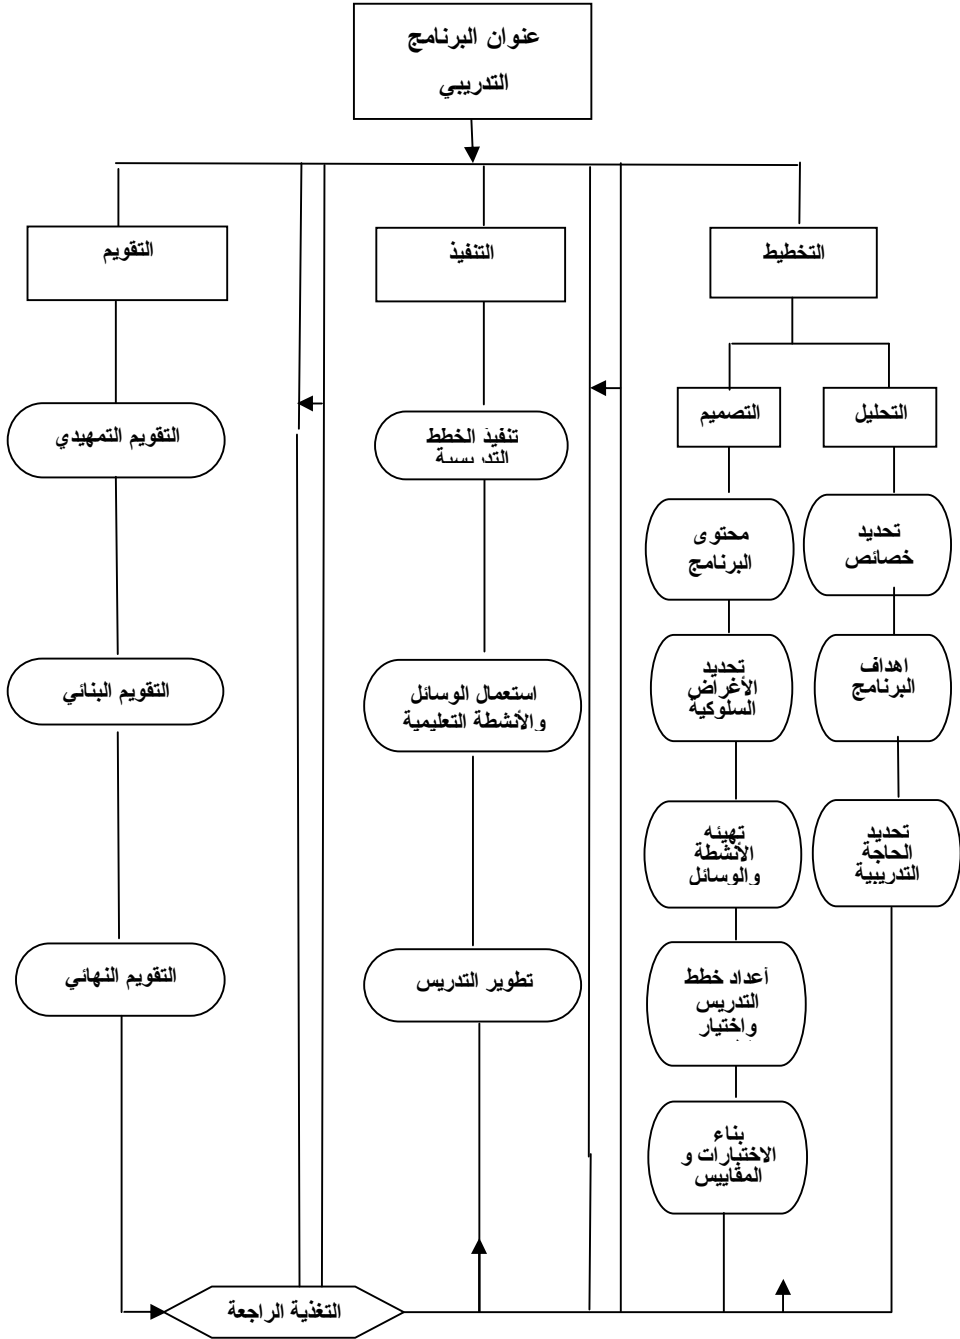 عنوان البرنامج
التدريبي
التخطيط
التنفيذ
التقويم
التحليل
التصميم
تحديد
خصائص
اهداف
البرنامج
تحديد
الحاجة
التدريبية
محتوى
البرنامج
تحديد
الأغراض
السلوكية
تهيئه
الأنشطة
والوسائل
أعداد خطط
التدريس
واختيار
بناء
الاختبارات و
المقاييس
تنفيذ الخطط
التدريسية
استعمال الوسائل
والأنشطة التعليمية
تطوير التدريس
التقويم التمهيدي
التقويم البنائي
التقويم النهائي
التغذية الراجعة